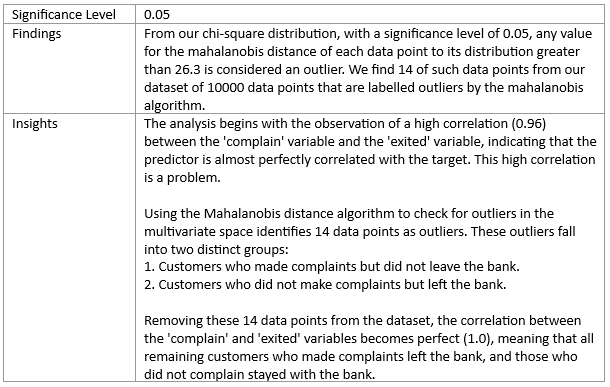 Significance Level 0.05
Findings From our chi-square distribution, with a significance level of 0.05, any value
for the mahalanobis distance of each data point to its distribution greater
than 26.3 is considered an outlier. We find 14 of such data points from our
dataset of 10000 data points that are labelled outliers by the mahalanobis
algorithm.
Insights The analysis begins with the observation of a high correlation (0.96)
between the 'complain' variable and the 'exited' variable, indicating that the
predictor is almost perfectly correlated with the target. This high correlation
is a problem.
Using the Mahalanobis distance algorithm to check for outliers in the
multivariate space identifies 14 data points as outliers. These outliers fall
into two distinct groups:
1. Customers who made complaints but did not leave the bank.
2. Customers who did not make complaints but left the bank.
Removing these 14 data points from the dataset, the correlation between
the 'complain' and 'exited' variables becomes perfect (1.0), meaning that all
remaining customers who made complaints left the bank, and those who
did not complain stayed with the bank.